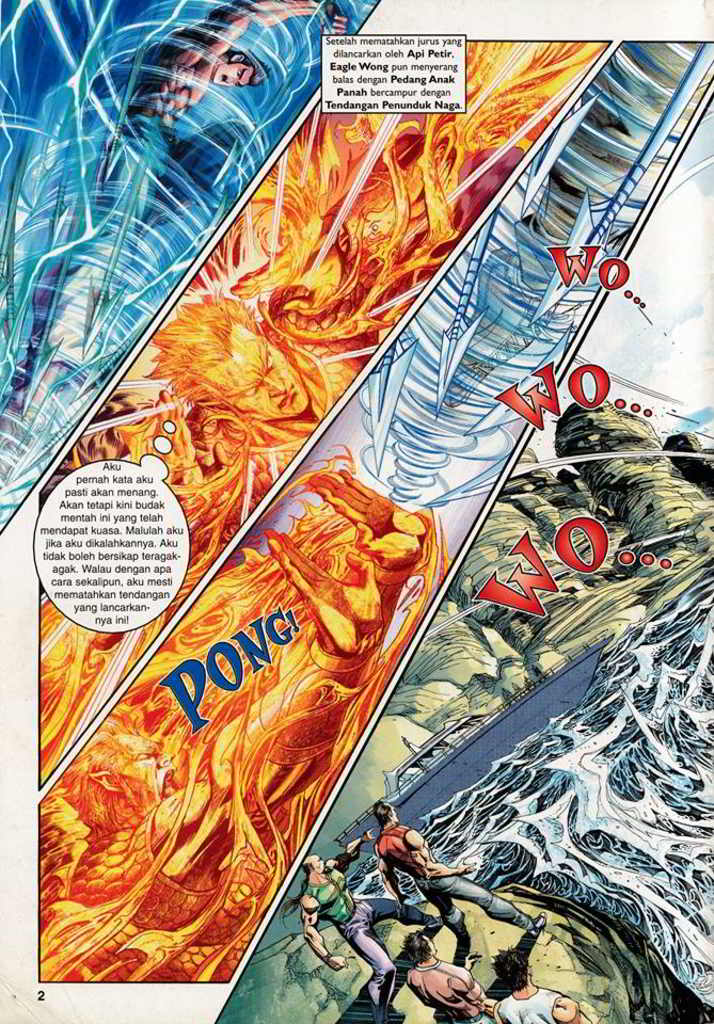 Setelah mematahkan jurus yang
dilancarkan oleh Api Petir,
Eagle Wong pun menyerang
balas dengan Pedang Anak
Panah bercampur dengan
Tendangan Penunduk Naga.
WO...
WO...
WO...
Aku
pernah kata aku
pasti akan menang.
Akan tetapi kini budak
mentah ini yang telah
mendapat kuasa. Malulah aku
jika aku dikalahkannya. Aku
tidak boleh bersikap teragak-
agak. Walau dengan apa
cara sekalipun, aku mesti
mematahkan tendangan
yang lancarkan-
nya ini!
PONG!
2